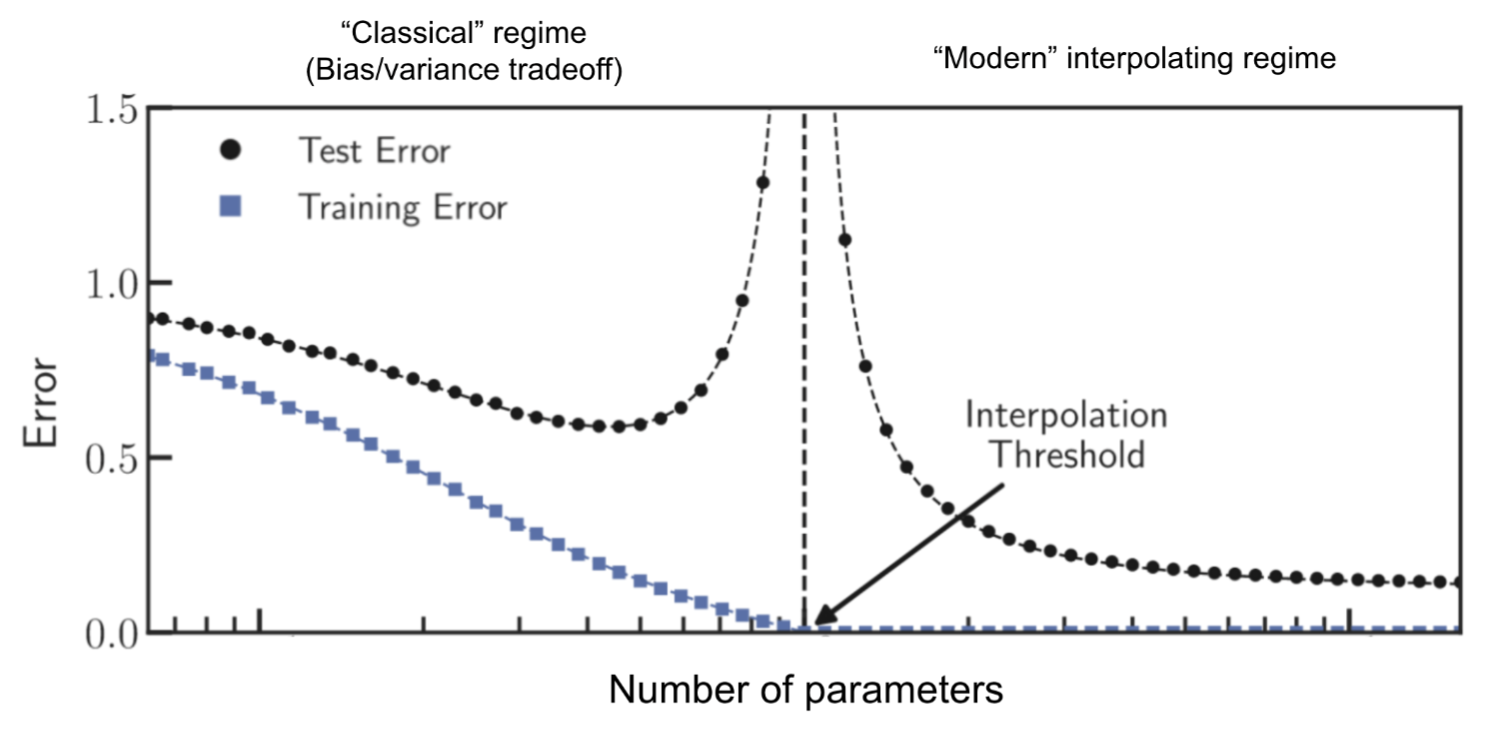 “Classical” regime
(Bias/variance tradeoff)
“Modern” interpolating regime
1.5
Test Error
Training Error
1.0
Error
Interpolation
Threshold
0.5
0.0
Number of parameters